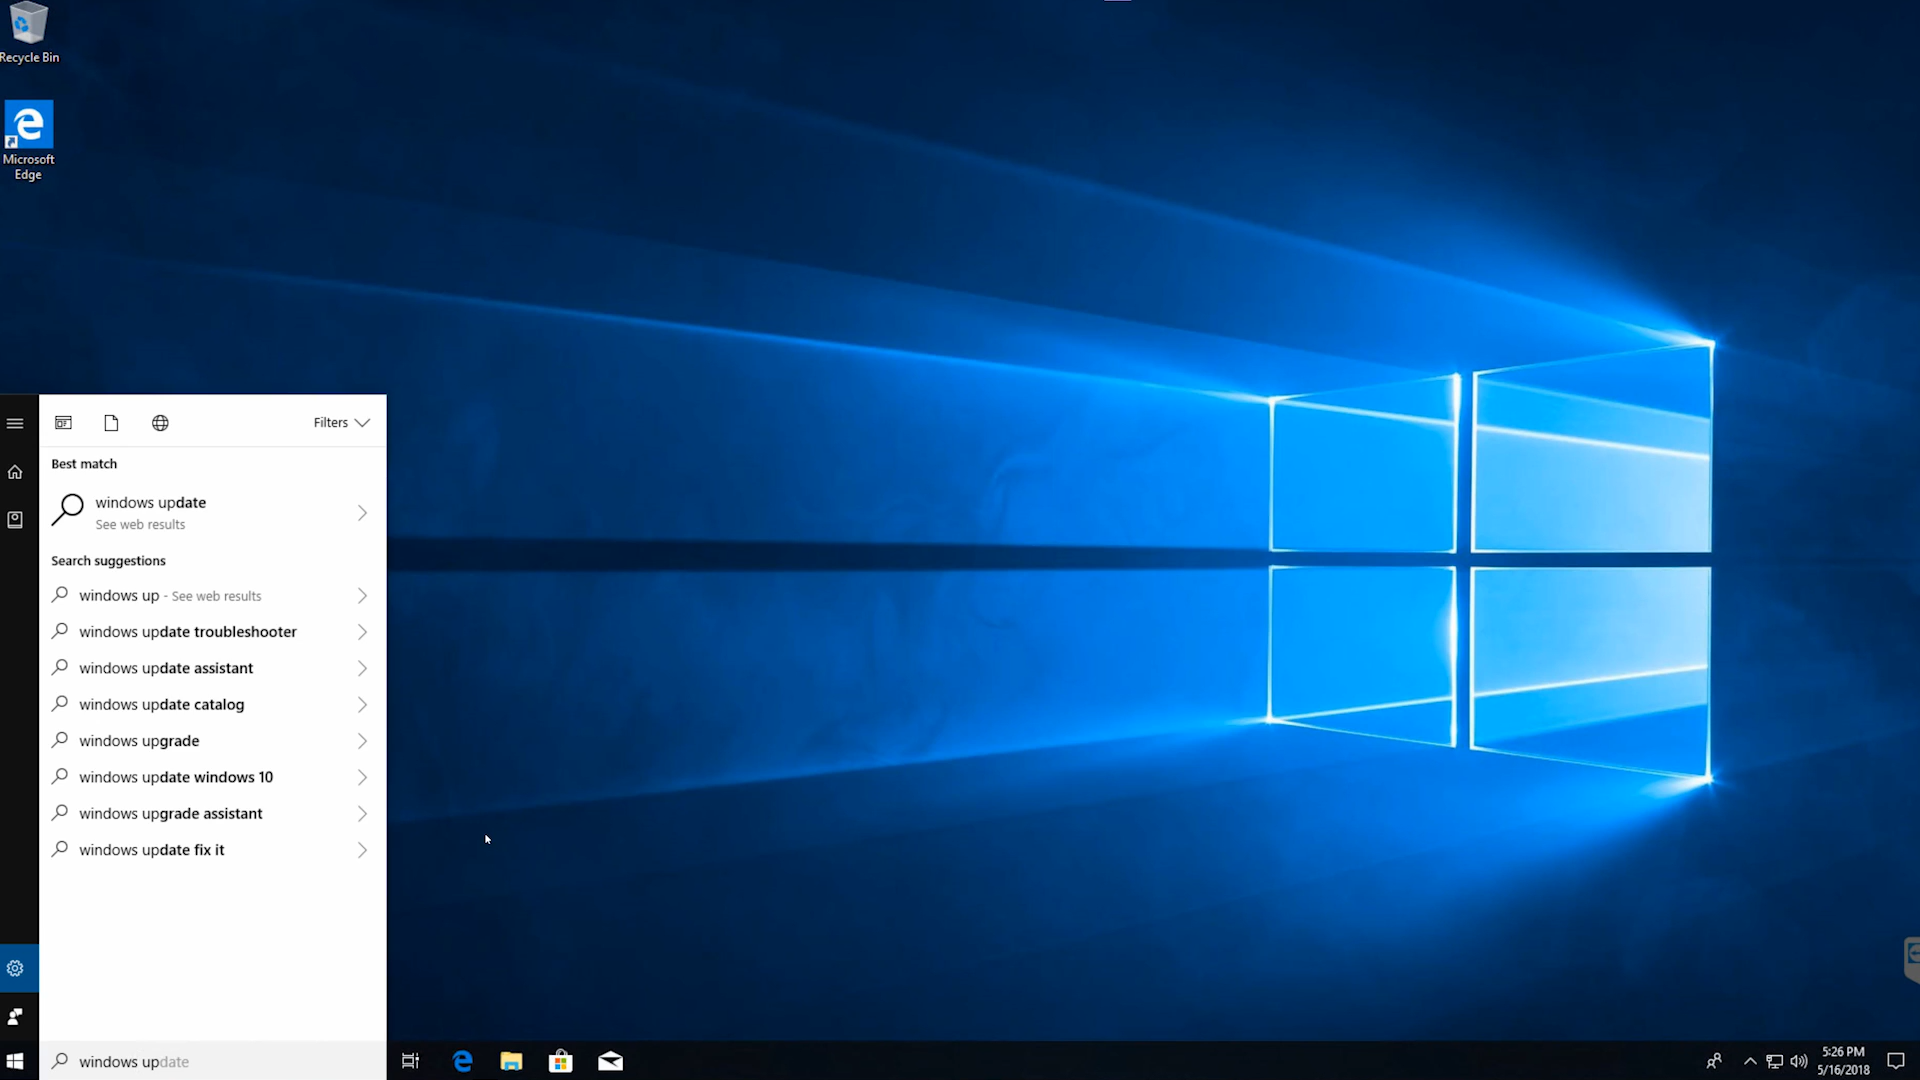 Recycle Bin
Microsoft
Edge
Filters
Best match
windows update
See web results
Search suggestions
windows up - See web results
windows update troubleshooter
windows update assistant
windows update catalog
windows upgrade
windows update windows 10
windows upgrade assistant
windows update fix it
windows update
5:26 PM
5/16/2018